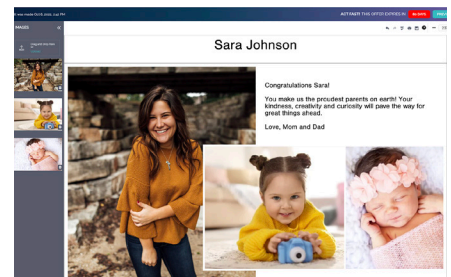 ACT FAST! THIS OFFER EXPIRES IN
IMAGES
Sara Johnson
Congratulations Sara!
You make us the proudest parents on earth! Your
kindness, creativity and curiosity will pave the way for
great things ahead.
Love, Mom and Dad